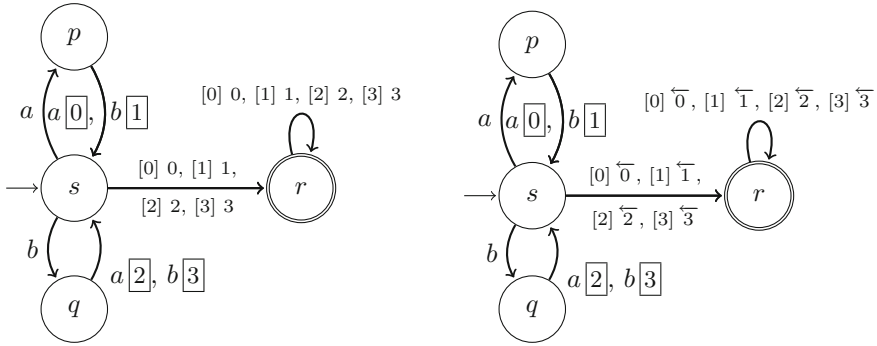 p
[0] 0, [1] 1, [2] 2, [3] 3
a a 0, b 1
s
[0] 0, [1] 1,
[2] 2, [3] 3
r
b
a 2, b 3
q
p
[0] ↼0, [1] ↼1, [2] ↼2, [3] ↼3
a a 0, b 1
s
[0] ↼0, [1] ↼1,
[2] ↼2, [3] ↼3
r
b
a 2, b 3
q